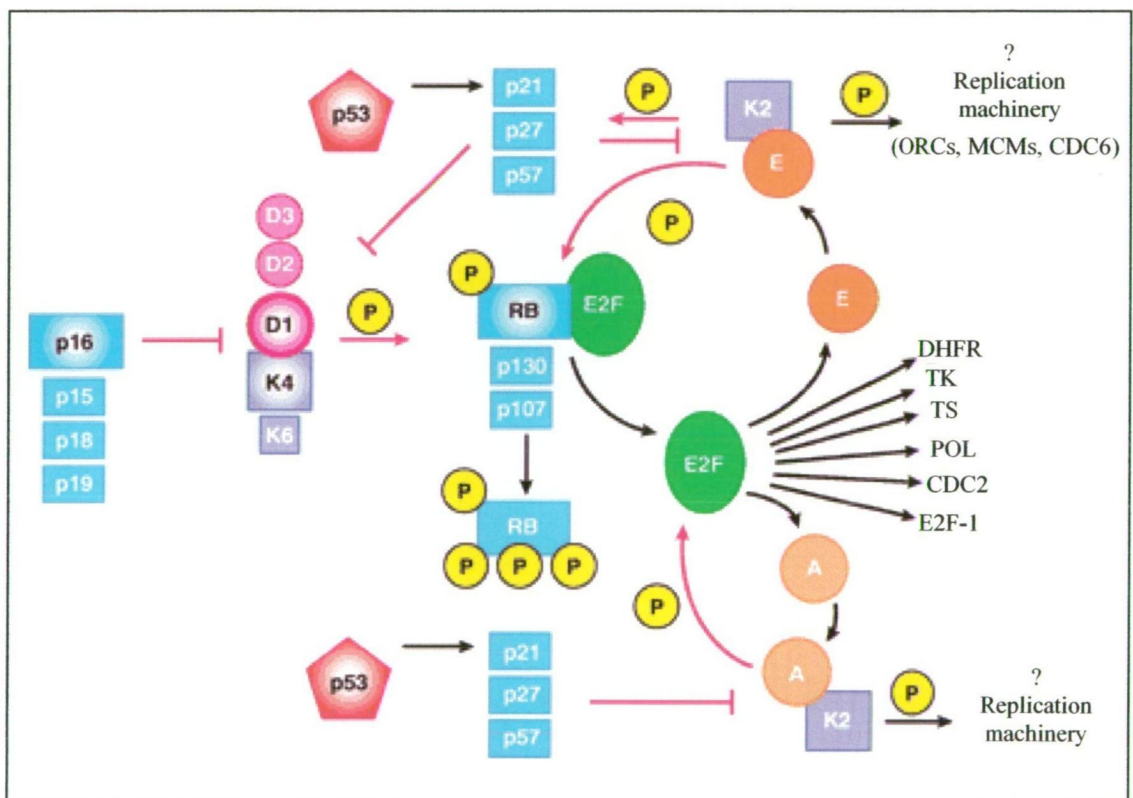 ?
Replication
machinery
(ORCs, MCMs, CDC6)
p53
p21
p27
p57
P
K2
E
P
P
D3
D2
D1
K4
K6
P
p16
p15
p18
p19
P
RB
E2F
p130
p107
E
DHFR
TK
TS
POL
CDC2
E2F-1
E2F
P
RB
P
P
P
A
P
A
K2
P
p53
p21
p27
p57
?
Replication
machinery